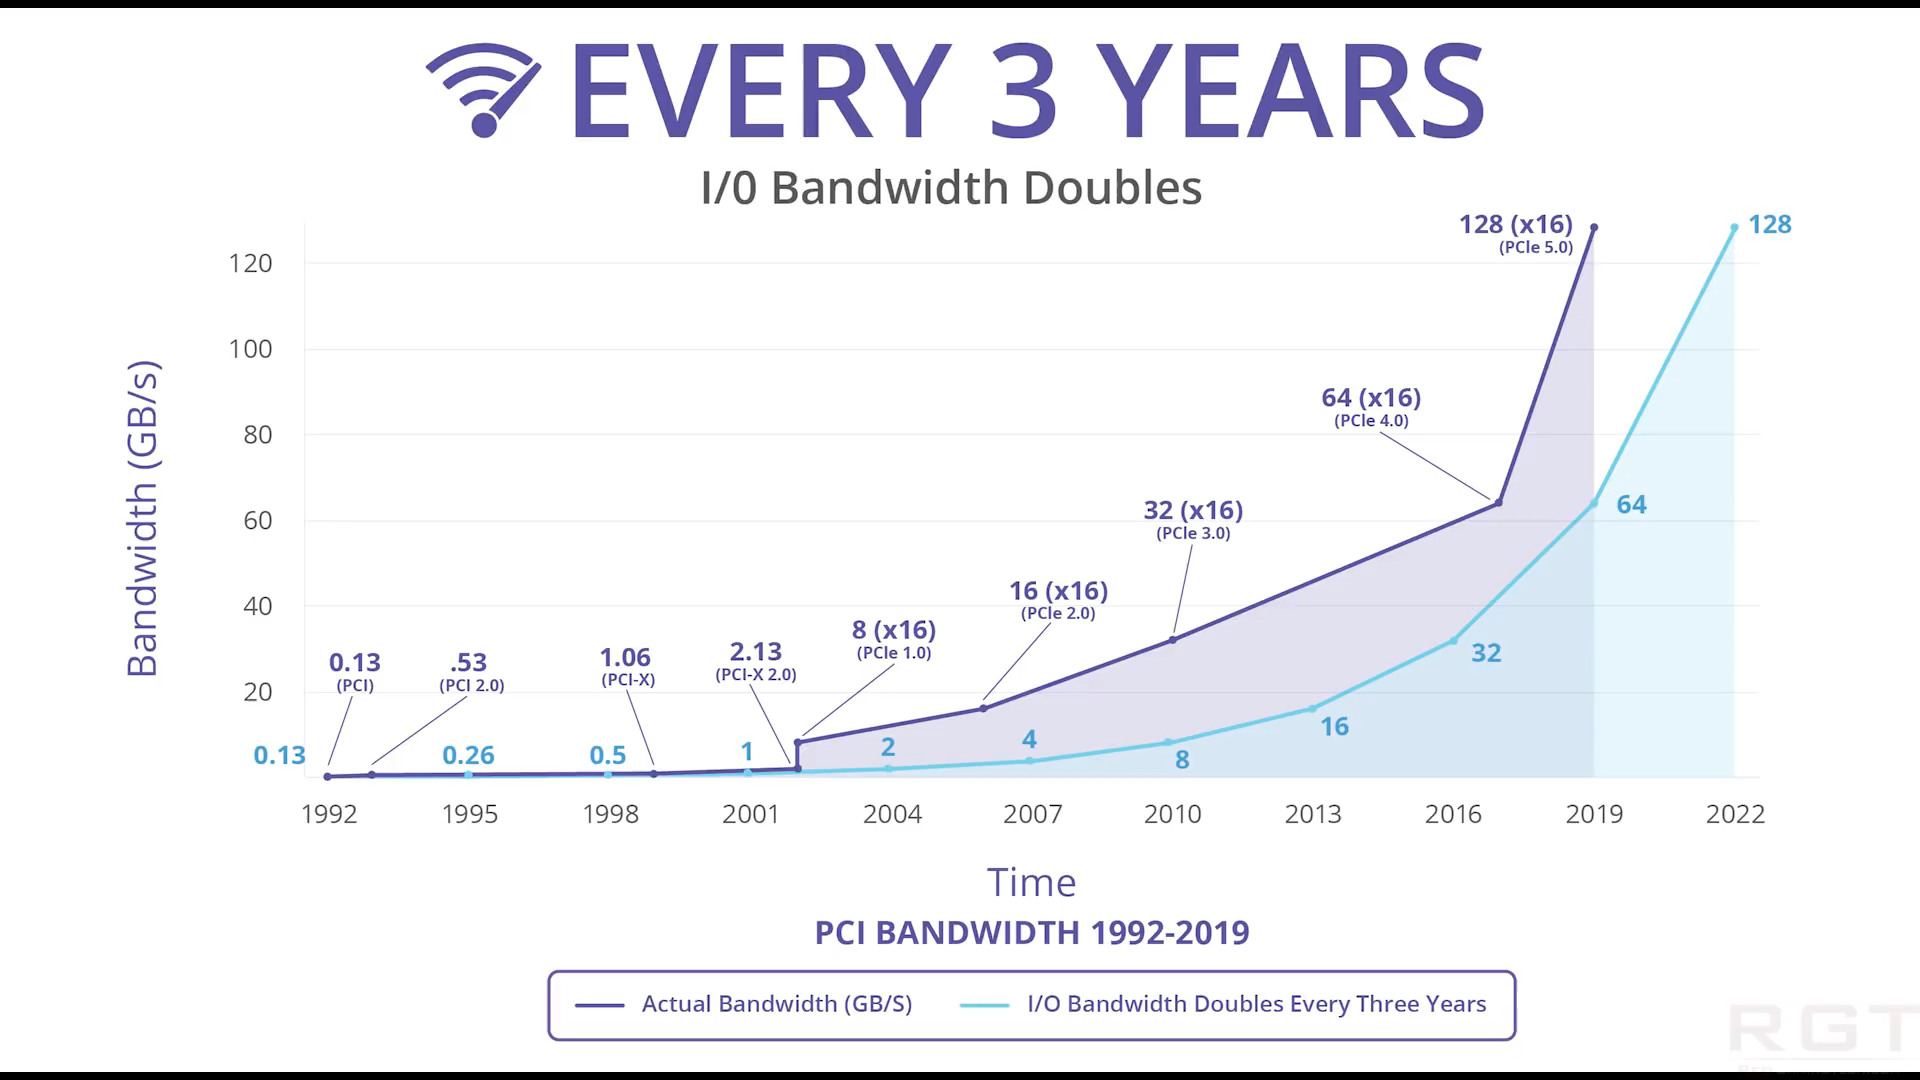 EVERY 3 YEARS
I/0 Bandwidth Doubles
128 (x16)
(PCIe 5.0)
128
120
100
80
60
40
20
Bandwidth (GB/s)
64 (x16)
(PCIe 4.0)
64
32 (x16)
(PCIe 3.0)
32
16 (x16)
(PCIe 2.0)
16
8 (x16)
(PCIe 1.0)
8
2.13
(PCI-X 2.0)
1.06
(PCI-X)
.53
(PCI 2.0)
0.13
(PCI)
0.13
0.26
0.5
1
2
4
1992 1995 1998 2001 2004 2007 2010 2013 2016 2019 2022
Time
PCI BANDWIDTH 1992-2019
Actual Bandwidth (GB/S) I/O Bandwidth Doubles Every Three Years
RGT